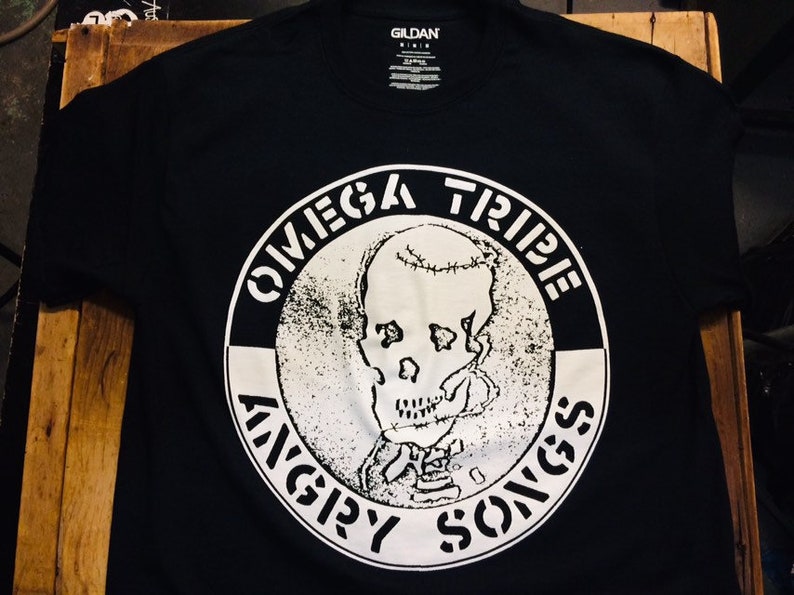 GILDAN
OMEGA TRIBE
ANGRY SONGS